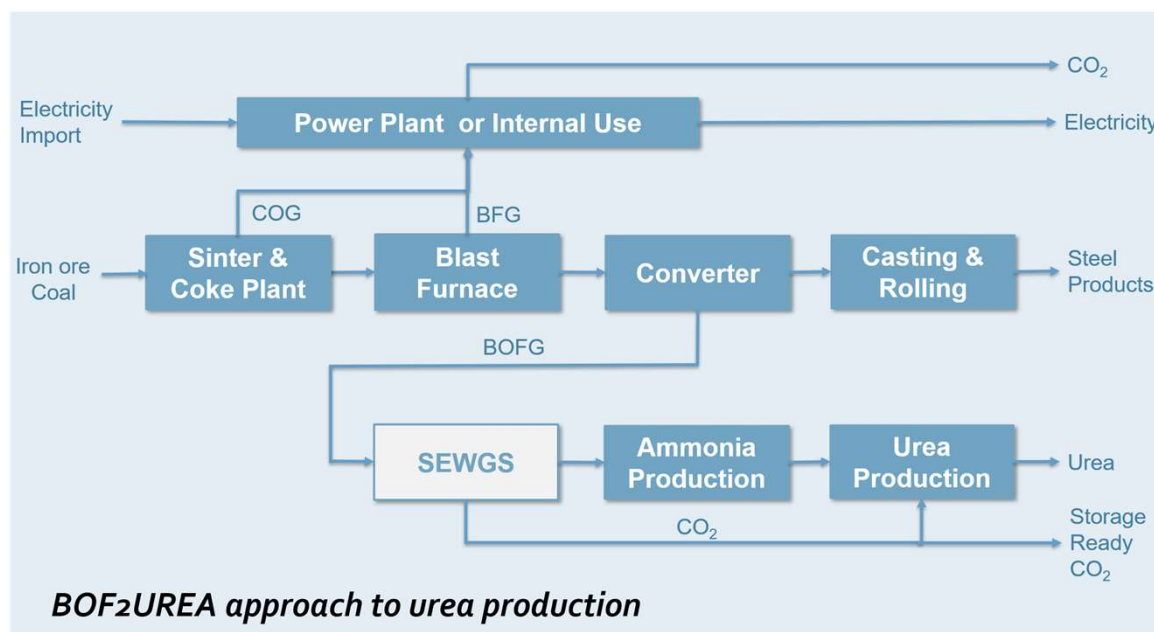 CO₂
Electricity
Import
Power Plant or Internal Use
Electricity
COG
BFG
Iron ore
Coal
Sinter &
Coke Plant
Blast
Furnace
Converter
Casting &
Rolling
Steel
Products
BOFG
SEWGS
Ammonia
Production
Urea
Production
Urea
CO₂
Storage
Ready
CO₂
BOF2UREA approach to urea production